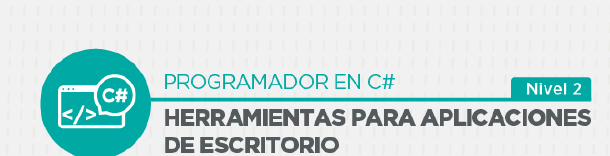 PROGRAMADOR EN C#
Nivel 2
C#
</>
HERRAMIENTAS PARA APLICACIONES
DE ESCRITORIO